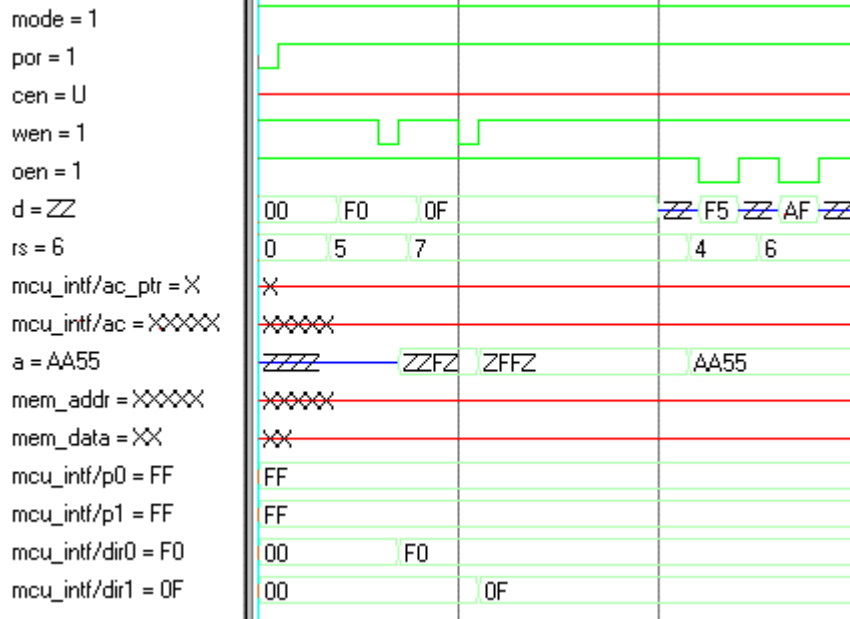 mode = 1
por = 1
cen = U
wen = 1
oen = 1
d = ZZ 00 F0 0F ZZ F5 ZZ AF ZZ
rs = 6 0 5 7 4 6
mcu_intf/ac_ptr = X X
mcu_intf/ac = XXXXX XXXXX
a = AA55 ZZZZ ZZFZ ZFFZ AA55
mem_addr = XXXXX XXXXX
mem_data = XX XX
mcu_intf/p0 = FF FF
mcu_intf/p1 = FF FF
mcu_intf/dir0 = F0 00 F0
mcu_intf/dir1 = 0F 00 0F